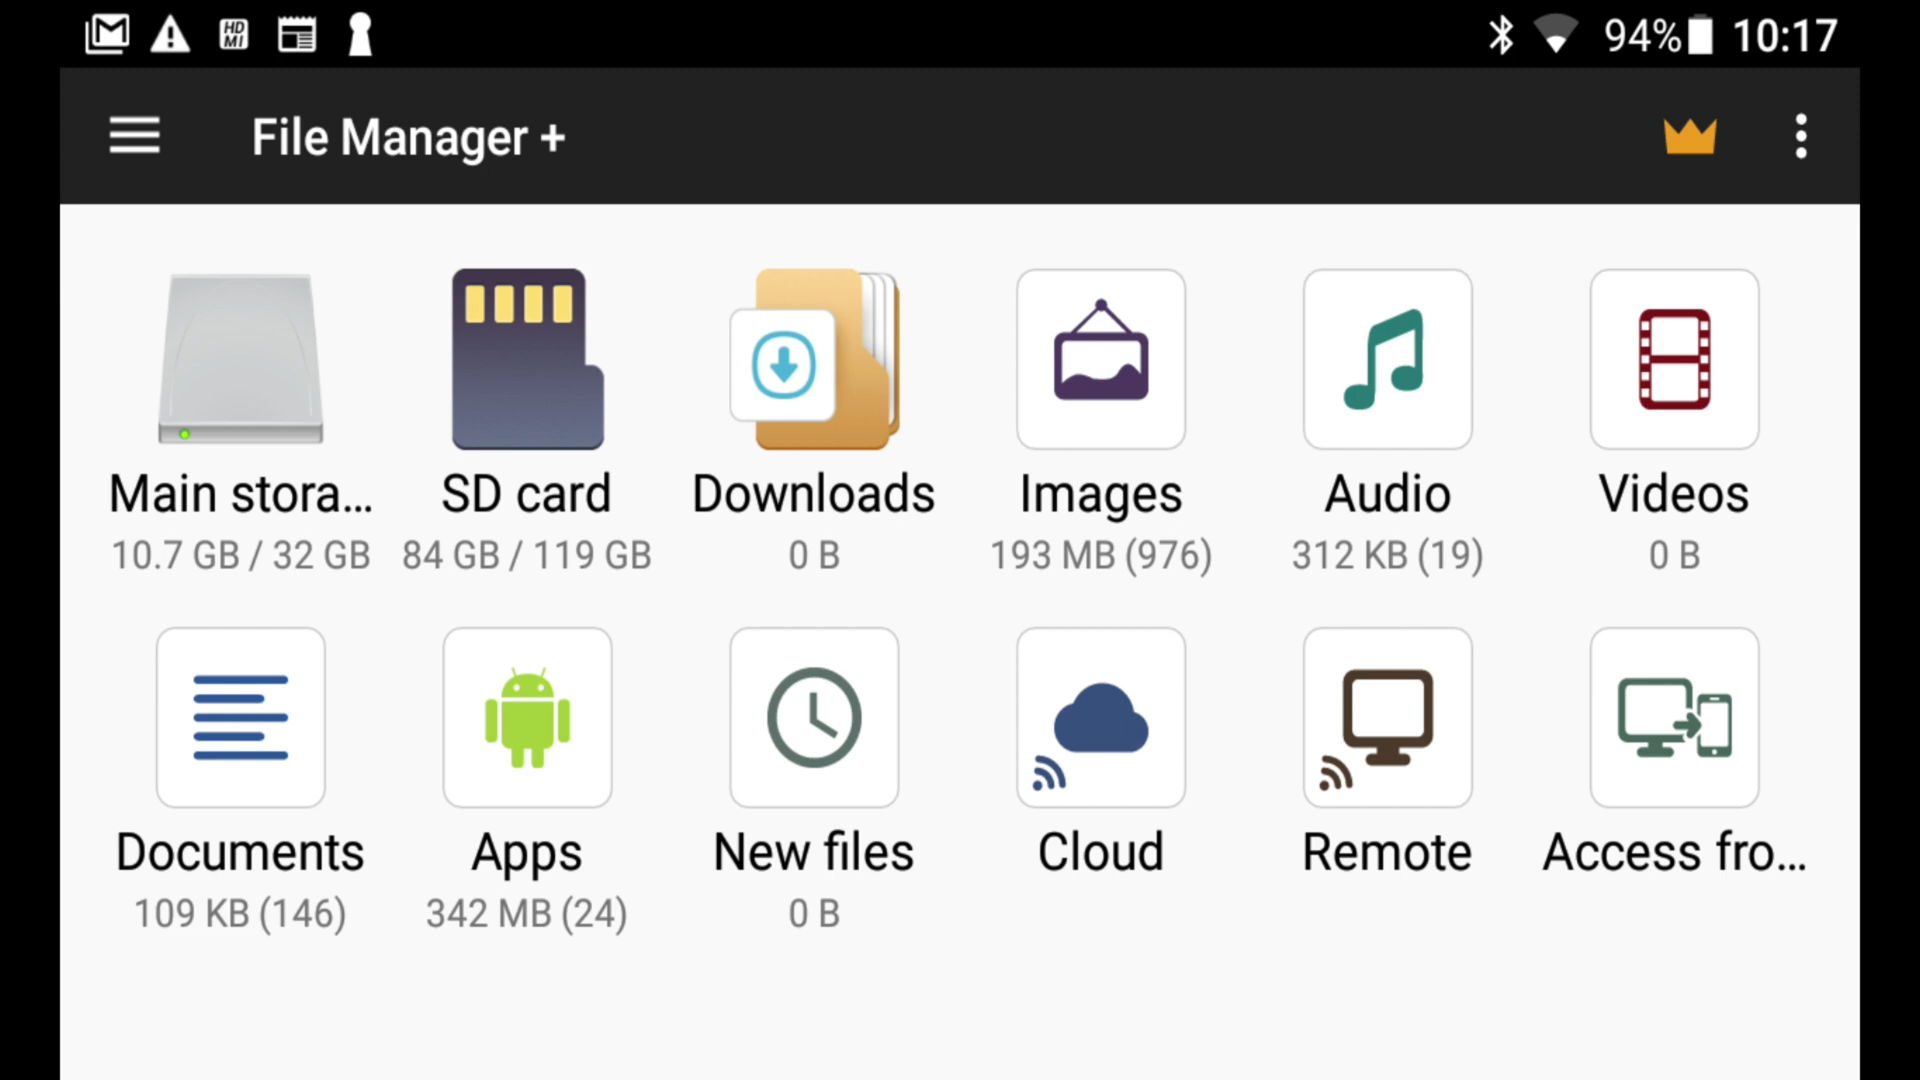 HD
MI
94% 10:17
File Manager +
Main stora...
SD card
Downloads
Images
Audio
Videos
10.7 GB / 32 GB
84 GB / 119 GB
0 B
193 MB (976)
312 KB (19)
0 B
Documents
Apps
New files
Cloud
Remote
Access fro...
109 KB (146)
342 MB (24)
0 B